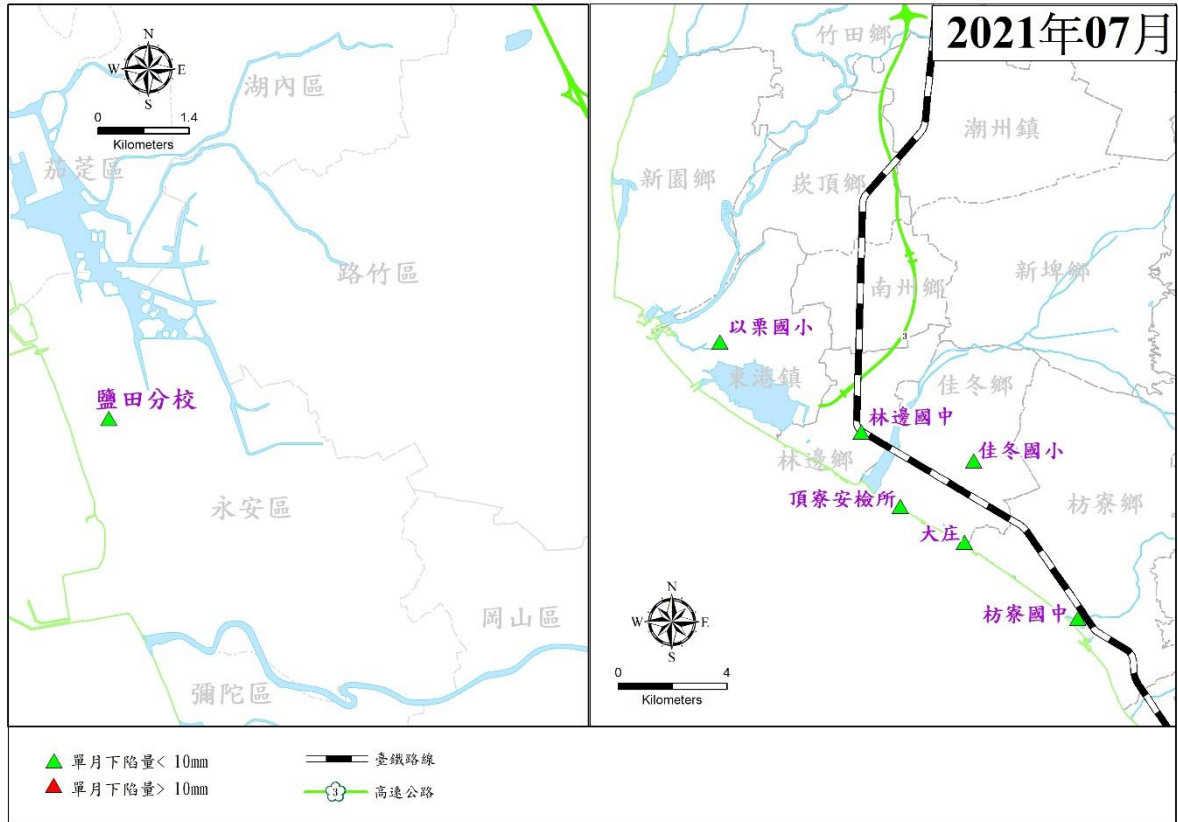 2021年07月
N
W
E
S
0
1.4
Kilometers
湖內區
茄萣區
路竹區
鹽田分校
永安區
岡山區
彌陀區
竹田鄉
潮州鎮
新園鄉
崁頂鄉
新埤鄉
南州鄉
以栗國小
3
東港鎮
佳冬鄉
林邊國中
林邊鄉
佳冬國小
頂寮安檢所
枋寮鄉
大庄
枋寮國中
N
W
E
S
0
4
Kilometers
單月下陷量< 10mm
單月下陷量> 10mm
臺鐵路線
3
高速公路